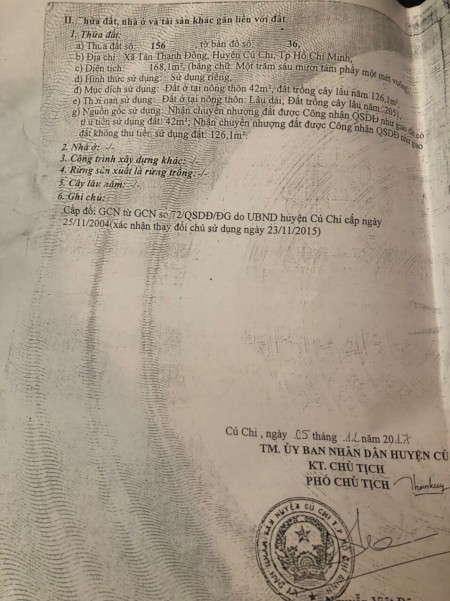 II. Thửa đất, nhà ở và tài sản khác gắn liền với đất
1. Thửa đất:
a) Thửa đất số: 156, tờ bản đồ số: 36,
b) Địa chỉ: Xã Tân Thạnh Đông, Huyện Củ Chi, Tp Hồ Chí Minh,
c) Diện tích: 168,1m², (bằng chữ: Một trăm sáu mươi tám phẩy một mét vuông),
d) Hình thức sử dụng: Sử dụng riêng,
đ) Mục đích sử dụng: Đất ở tại nông thôn 42m², đất trồng cây lâu năm 126,1m²,
e) Thời hạn sử dụng: Đất ở tại nông thôn: Lâu dài; Đất trồng cây lâu năm: 2051,
g) Nguồn gốc sử dụng: Nhận chuyển nhượng đất được Công nhận QSDĐ như giao đất có
thu tiền sử dụng đất: 42m²; Nhận chuyển nhượng đất được Công nhận QSDĐ như giao
đất không thu tiền sử dụng đất: 126,1m².
2. Nhà ở: -/-
3. Công trình xây dựng khác: -/-
4. Rừng sản xuất là rừng trồng: -/-
5. Cây lâu năm: -/-
6. Ghi chú:
Cấp đổi GCN từ GCN số 72/QSDĐ/ĐG do UBND huyện Củ Chi cấp ngày
25/11/2004(xác nhận thay đổi chủ sử dụng ngày 23/11/2015)
Củ Chi, ngày 05 tháng 12 năm 2017
TM. ỦY BAN NHÂN DÂN HUYỆN CỦ
KT. CHỦ TỊCH
PHÓ CHỦ TỊCH